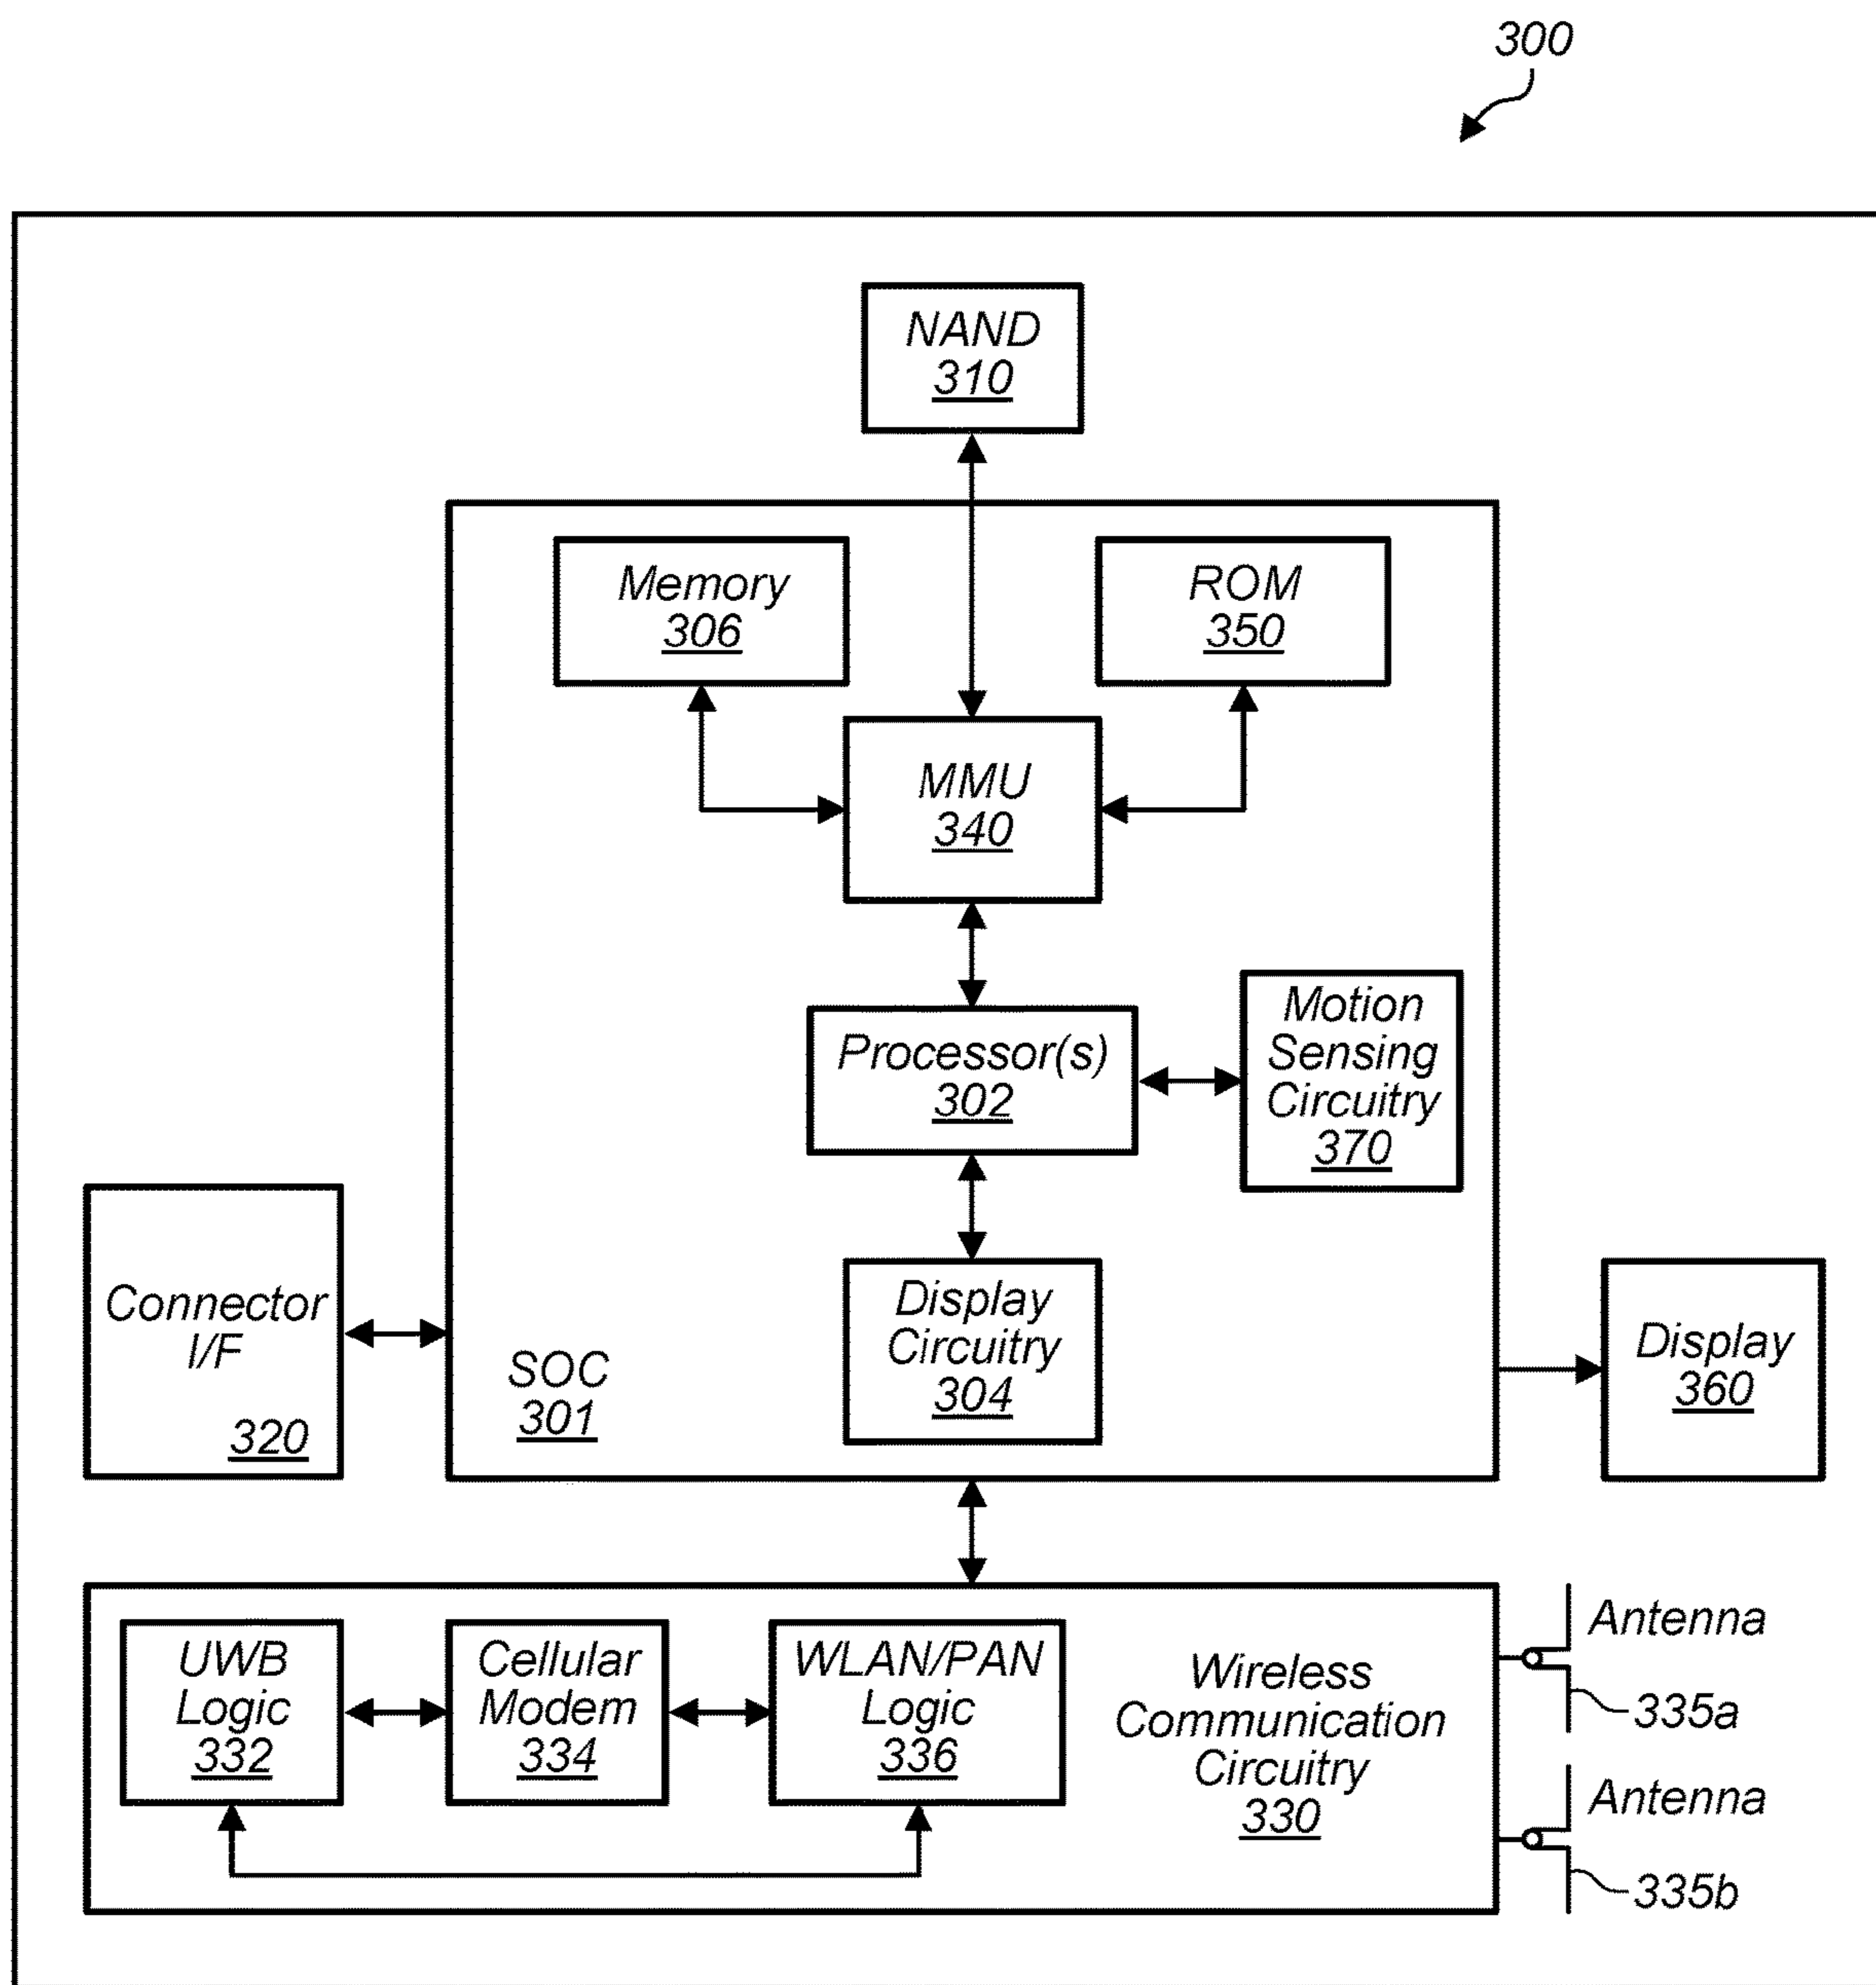 300
NAND
310
Memory
306
ROM
350
MMU
340
Processor(s)
302
Motion
Sensing
Circuitry
370
Connector
I/F
320
SOC
301
Display
Circuitry
304
Display
360
UWB
Logic
332
Cellular
Modem
334
WLAN/PAN
Logic
336
Wireless
Communication
Circuitry
330
Antenna
335a
Antenna
335b